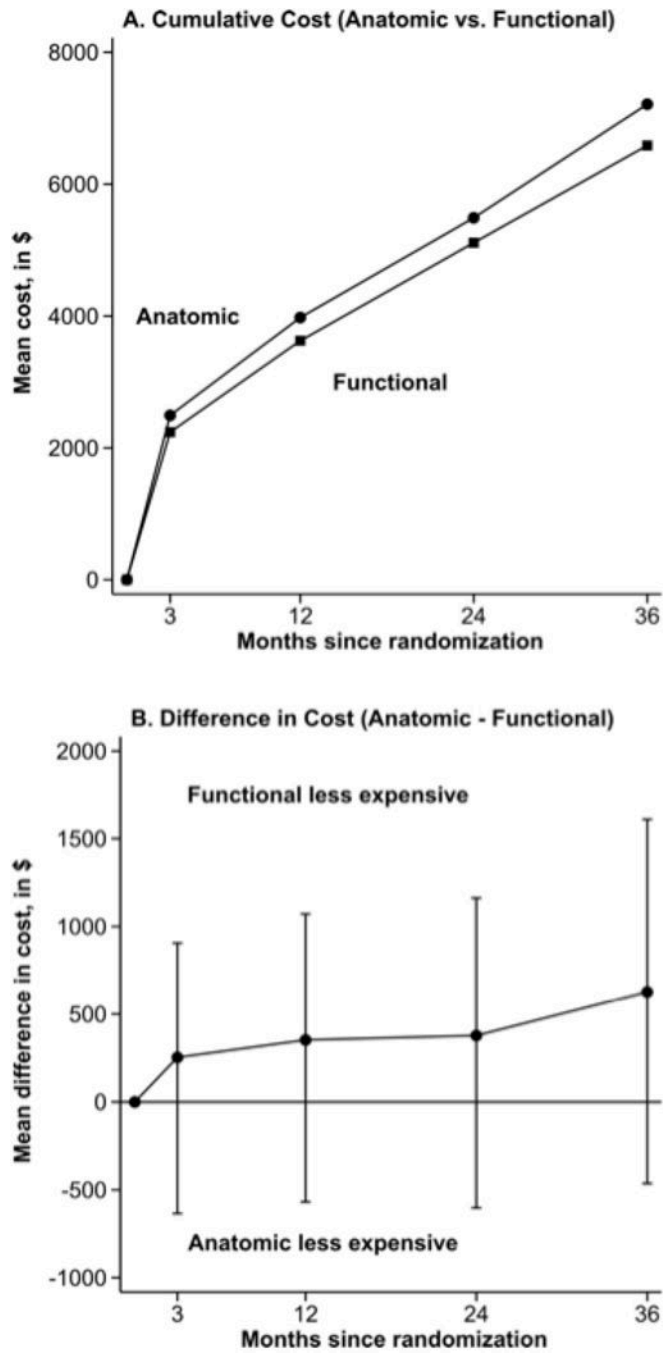 A. Cumulative Cost (Anatomic vs. Functional)
8000
6000
4000
2000
0
Mean cost, in $
Anatomic
Functional
3 12 24 36
Months since randomization
B. Difference in Cost (Anatomic - Functional)
2000
1500
1000
500
0
-500
-1000
Mean difference in cost, in $
Functional less expensive
Anatomic less expensive
3 12 24 36
Months since randomization